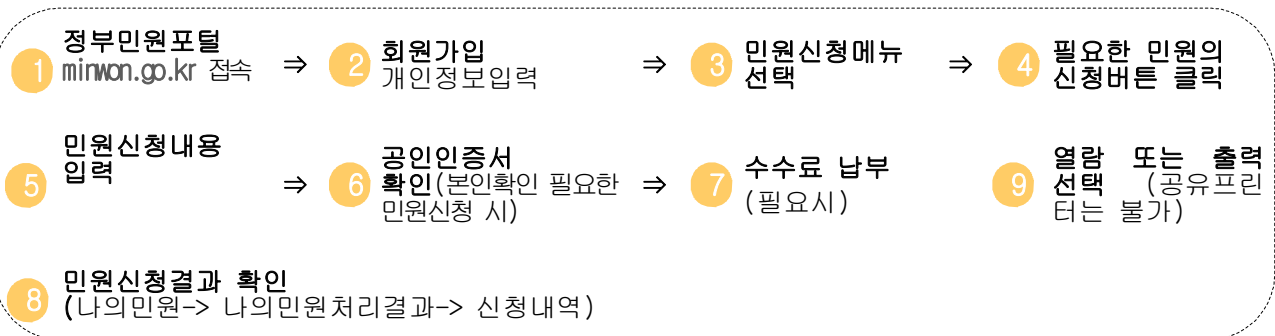 1 정부민원포털
minwon.go.kr 접속
⇒
2 회원가입
개인정보입력
⇒
3 민원신청메뉴
선택
⇒
4 필요한 민원의
신청버튼 클릭
5 민원신청내용
입력
⇒
6 공인인증서
확인(본인확인 필요한
민원신청 시)
⇒
7 수수료 납부
(필요시)
9 열람 또는 출력
선택 (공유프린
터는 불가)
8 민원신청결과 확인
(나의민원-> 나의민원처리결과-> 신청내역)